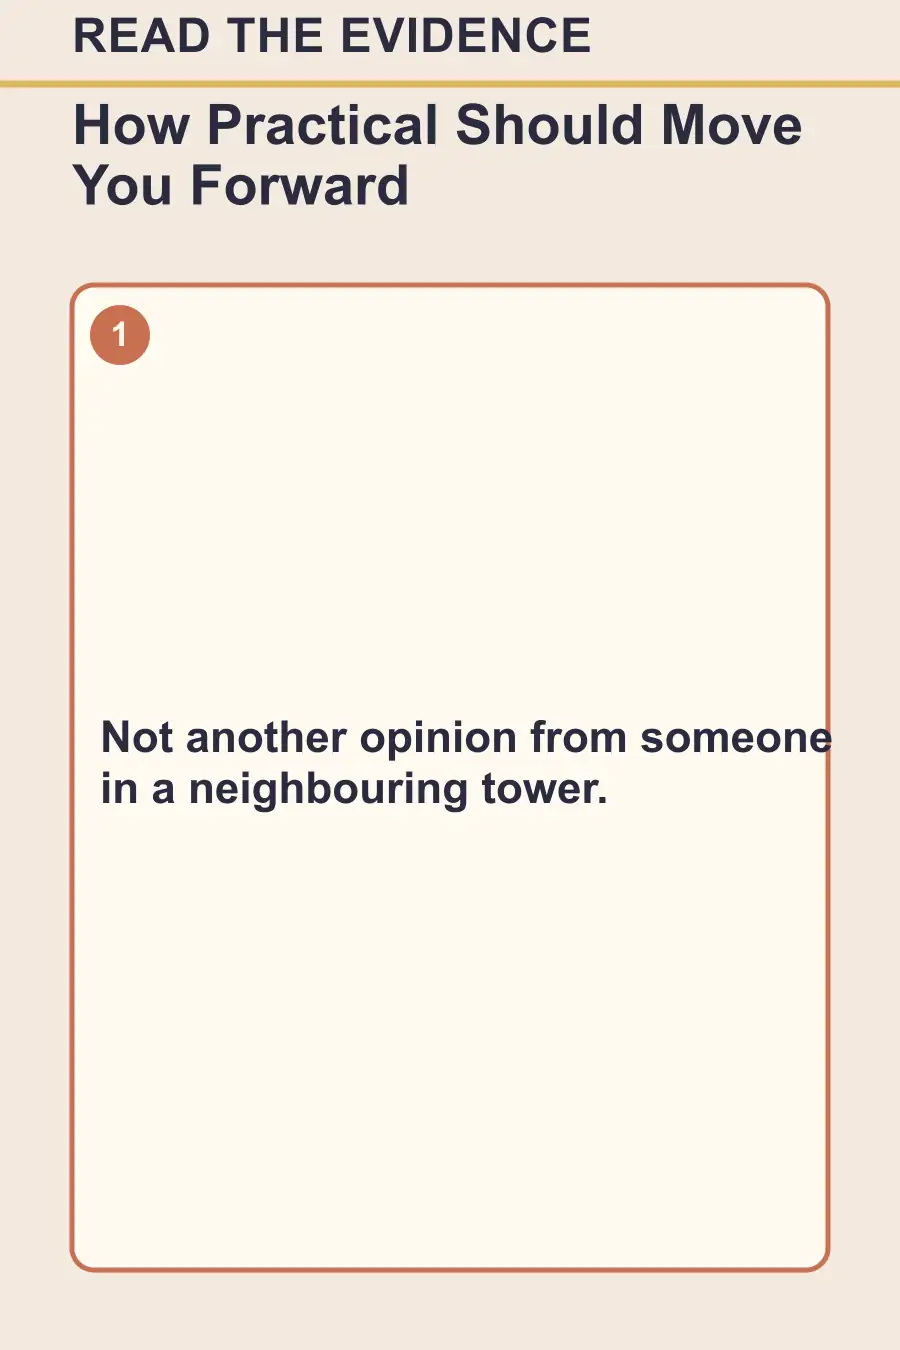 READ THE EVIDENCE
How Practical Should Move
You Forward
1
Not another opinion from someone
in a neighbouring tower.